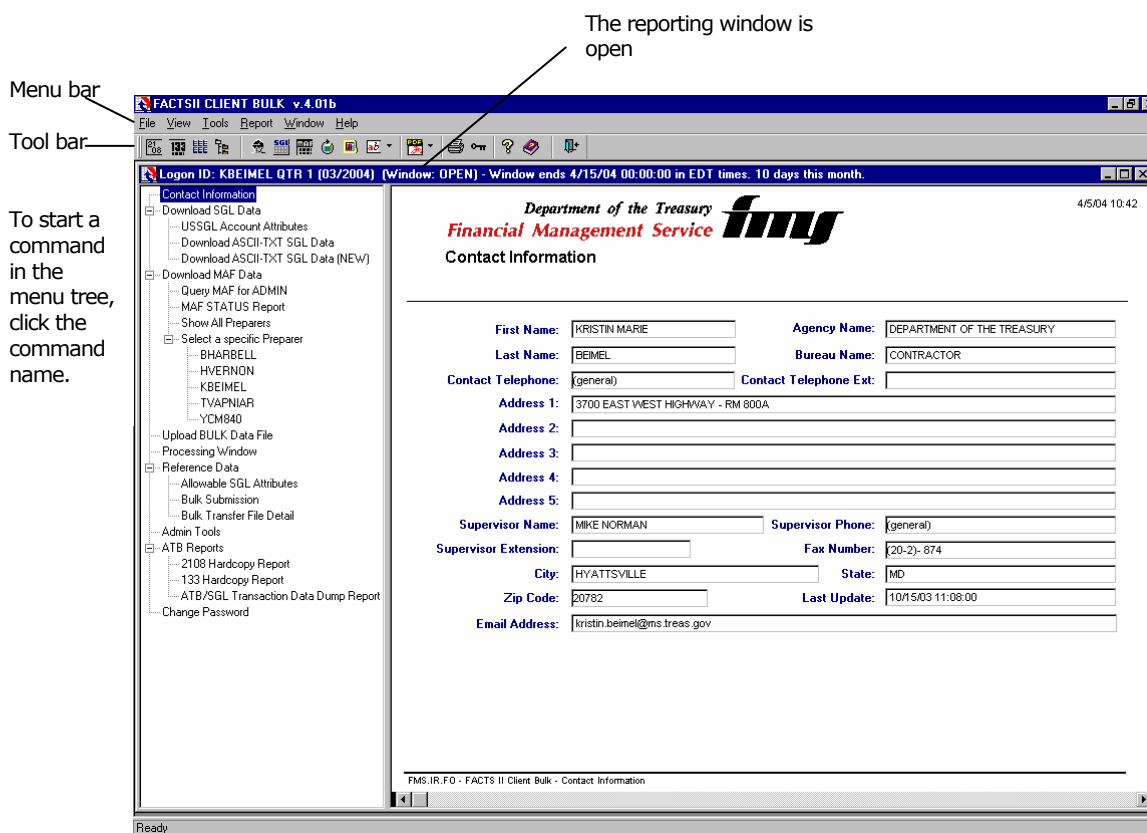 The reporting window is
open
Menu bar
Tool bar
To start a
command
in the
menu tree,
click the
command
name.
FACTSII CLIENT BULK v.4.01b
File View Tools Report Window Help
Logon ID: KBEIMEL QTR 1 (03/2004) (Window: OPEN) - Window ends 4/15/04 00:00:00 in EDT times. 10 days this month.
Contact Information
Download SGL Data
USSGL Account Attributes
Download ASCII-TXT SGL Data
Download ASCII-TXT SGL Data (NEW)
Download MAF Data
Query MAF for ADMIN
MAF STATUS Report
Show All Preparers
Select a specific Preparer
BHARBELL
HVERNON
KBEIMEL
TVAPNIAR
YCM840
Upload BULK Data File
Processing Window
Reference Data
Allowable SGL Attributes
Bulk Submission
Bulk Transfer File Detail
Admin Tools
ATB Reports
2108 Hardcopy Report
133 Hardcopy Report
ATB/SGL Transaction Data Dump Report
Change Password
Department of the Treasury
Financial Management Service
fms
4/5/04 10:42
Contact Information
First Name: KRISTIN MARIE Agency Name: DEPARTMENT OF THE TREASURY
Last Name: BEIMEL Bureau Name: CONTRACTOR
Contact Telephone: (general) Contact Telephone Ext:
Address 1: 3700 EAST WEST HIGHWAY - RM 800A
Address 2:
Address 3:
Address 4:
Address 5:
Supervisor Name: MIKE NORMAN Supervisor Phone: (general)
Supervisor Extension: Fax Number: (20-2)- 874
City: HYATTSVILLE State: MD
Zip Code: 20782 Last Update: 10/15/03 11:08:00
Email Address: kristin.beimel@ms.treas.gov
FMS.IR.FO - FACTS II Client Bulk - Contact Information
Ready